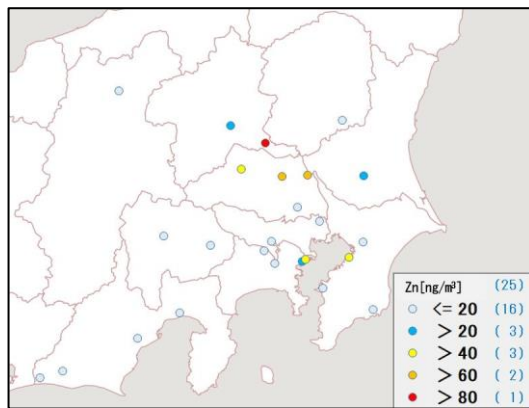 Zn[ng/m³] (25)
<= 20 (16)
> 20 ( 3)
> 40 ( 3)
> 60 ( 2)
> 80 ( 1)